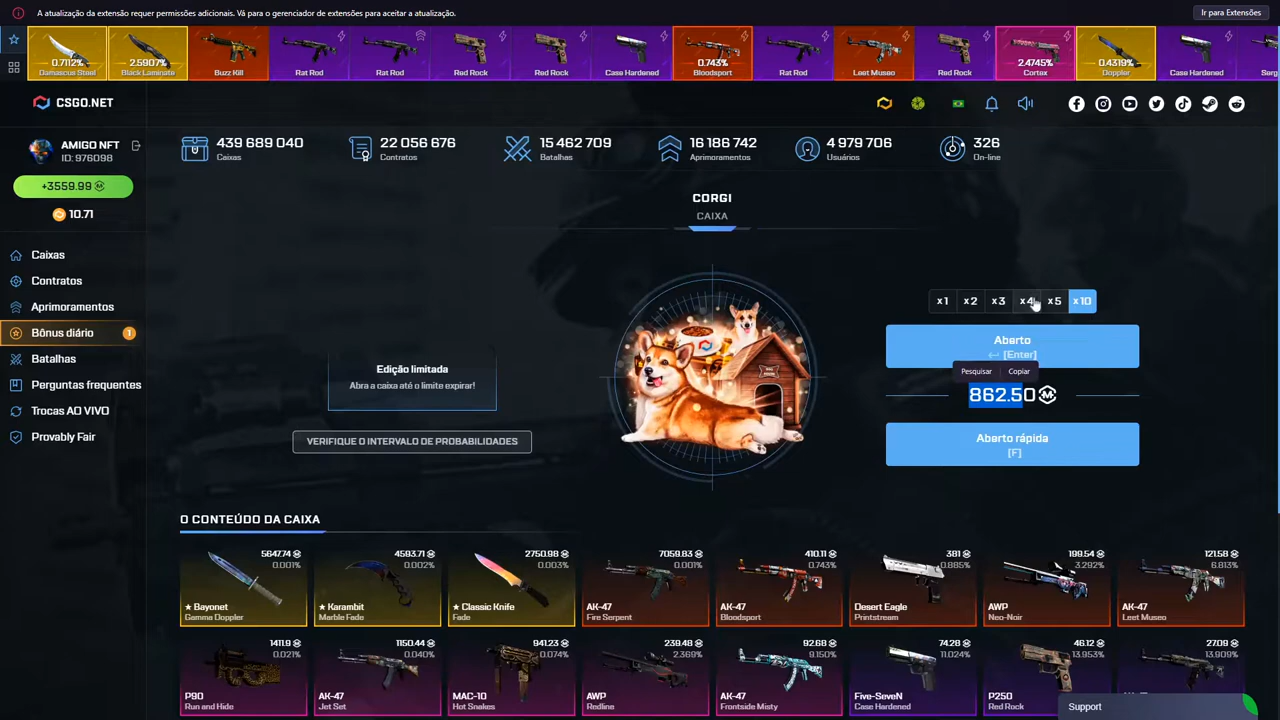 A atualização da extensão requer permissões adicionais. Vá para o gerenciador de extensões para aceitar a atualização.
Ir para Extensões
0.7112%
Damascus Steel
2.5907%
Black Laminate
Buzz Kill
Rat Rod
Rat Rod
Red Rock
Red Rock
Case Hardened
0.743%
Bloodsport
Rat Rod
Leet Museo
Red Rock
2.4745%
Cortex
0.4319%
Doppler
Case Hardened
CSGO.NET
AMIGO NFT
ID: 976098
+3559.99
10.71
439 689 040
Caixas
22 056 676
Contratos
15 462 709
Batalhas
16 186 742
Aprimoramentos
4 979 706
Usuários
326
On-line
Caixas
Contratos
Aprimoramentos
Bônus diário 1
Batalhas
Perguntas frequentes
Trocas AO VIVO
Provably Fair
CORGI
CAIXA
Edição limitada
Abra a caixa até o limite expirar!
VERIFIQUE O INTERVALO DE PROBABILIDADES
x1 x2 x3 x4 x5 x10
Aberto
[Enter]
Pesquisar Copiar
862.50
Aberto rápida
[F]
O CONTEÚDO DA CAIXA
5647.74
0.001%
★ Bayonet
Gamma Doppler
4593.71
0.002%
★ Karambit
Marble Fade
2750.98
0.003%
★ Classic Knife
Fade
7059.83
0.001%
AK-47
Fire Serpent
410.11
0.743%
AK-47
Bloodsport
381
0.885%
Desert Eagle
Printstream
199.54
3.292%
AWP
Neo-Noir
121.58
6.813%
AK-47
Leet Museo
1411.9
0.021%
P90
Run and Hide
1150.44
0.040%
AK-47
Jet Set
941.23
0.074%
MAC-10
Hot Snakes
239.48
2.369%
AWP
Redline
92.68
9.150%
AK-47
Frontside Misty
74.28
11.024%
Five-SeveN
Case Hardened
46.12
13.953%
P250
Red Rock
27.09
13.909%
Support